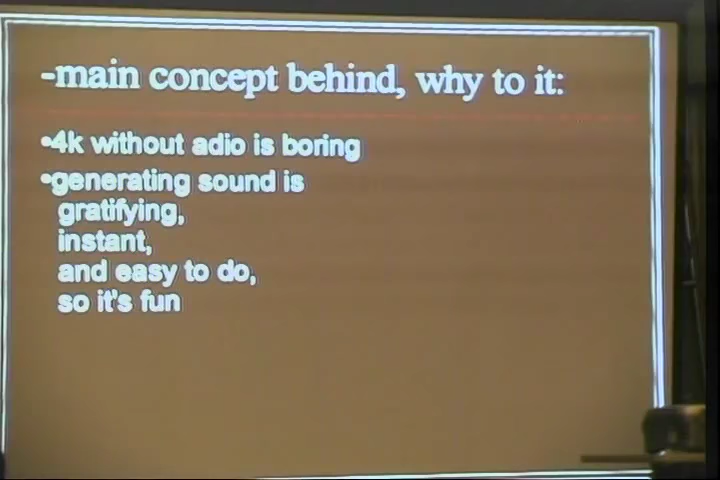 -main concept behind, why to it:
•4k without adio is boring
•generating sound is
gratifying,
instant,
and easy to do,
so it's fun